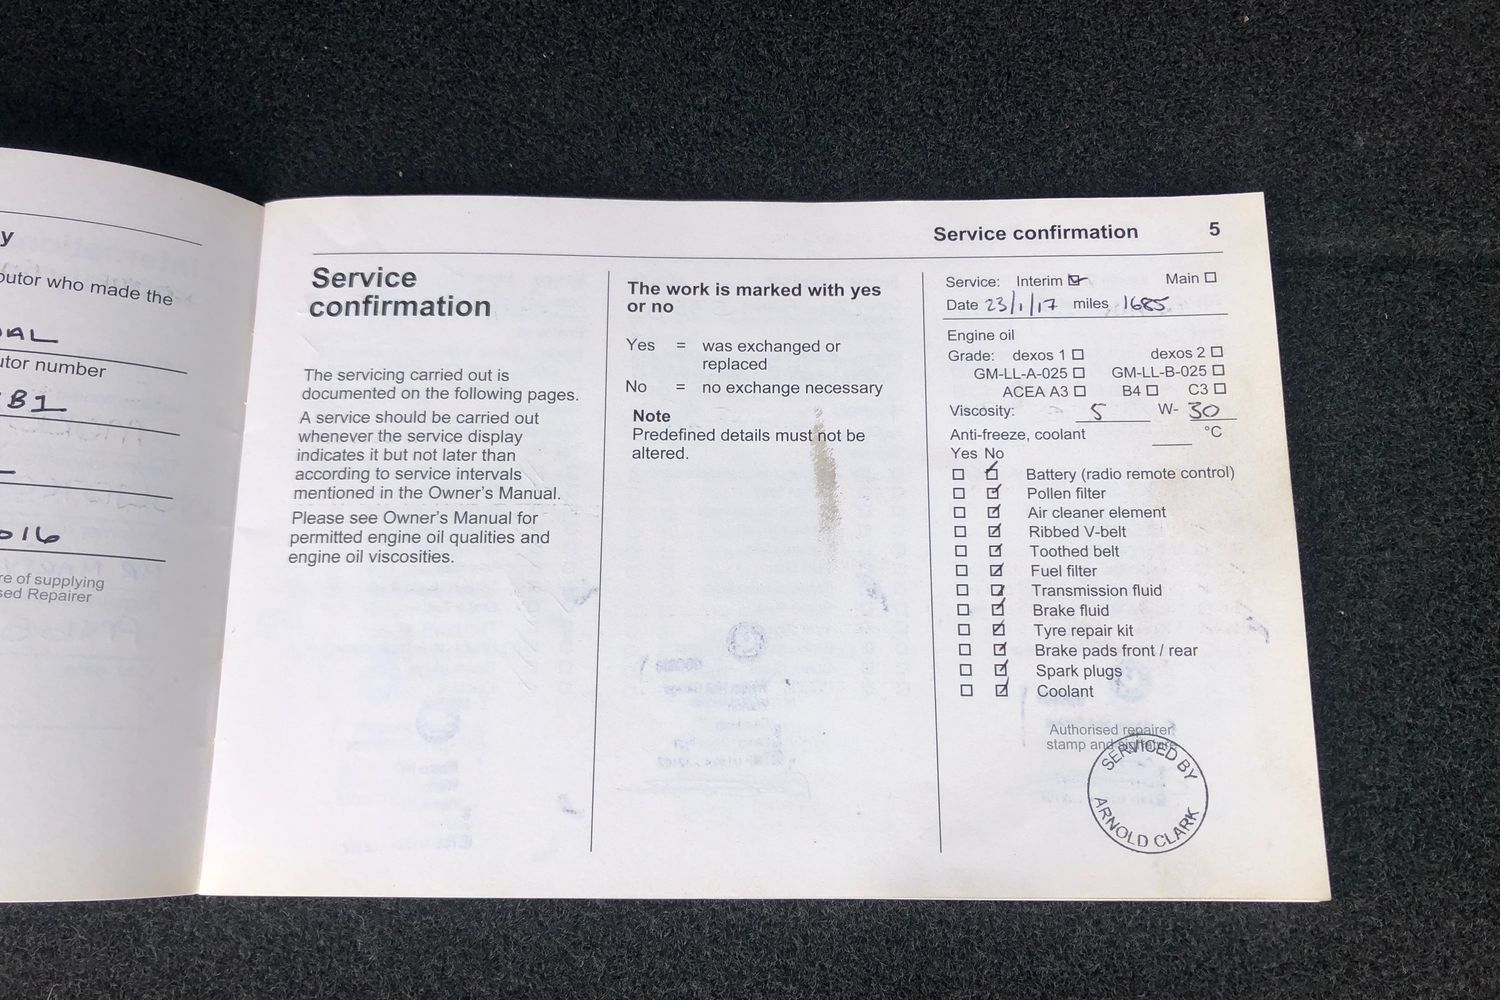 y
butor who made the
utor number
B1
016
re of supplying
sed Repairer
Service confirmation 5
Service
confirmation
The servicing carried out is
documented on the following pages.
A service should be carried out
whenever the service display
indicates it but not later than
according to service intervals
mentioned in the Owner's Manual.
Please see Owner's Manual for
permitted engine oil qualities and
engine oil viscosities.
The work is marked with yes
or no
Yes = was exchanged or
replaced
No = no exchange necessary
Note
Predefined details must not be
altered.
Service: Interim Main
Date 23/1/17 miles 1685
Engine oil
Grade: dexos 1 dexos 2
GM-LL-A-025 GM-LL-B-025
ACEA A3 B4 C3
Viscosity: 5 W- 30
Anti-freeze, coolant °C
Yes No
Battery (radio remote control)
Pollen filter
Air cleaner element
Ribbed V-belt
Toothed belt
Fuel filter
Transmission fluid
Brake fluid
Tyre repair kit
Brake pads front / rear
Spark plugs
Coolant
Authorised repairer
stamp and signature
SERVICED BY
ARNOLD CLARK